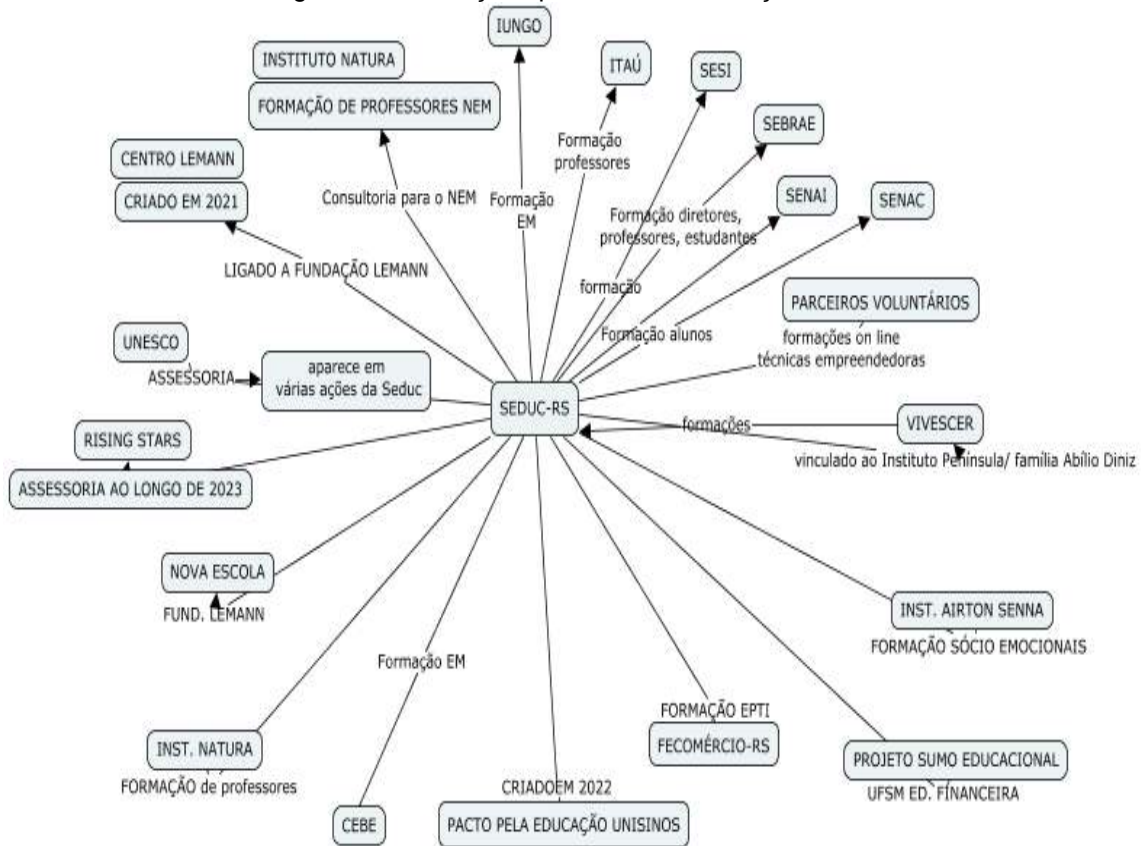 IUNGO
INSTITUTO NATURA
ITAÚ
SESI
FORMAÇÃO DE PROFESSORES NEM
SEBRAE
Formação
professores
CENTRO LEMANN
CRIADO EM 2021
Consultoria para o NEM
Formação
EM
SENAI
SENAC
Formação diretores,
professores, estudantes
LIGADO A FUNDAÇÃO LEMANN
formação
PARCEIROS VOLUNTÁRIOS
Formação alunos
formações on line
técnicas empreendedoras
UNESCO
ASSESSORIA
aparece em
várias ações da Seduc
SEDUC-RS
formações
VIVESCER
vinculado ao Instituto Península/ família Abílio Diniz
RISING STARS
ASSESSORIA AO LONGO DE 2023
NOVA ESCOLA
FUND. LEMANN
INST. AIRTON SENNA
FORMAÇÃO SÓCIO EMOCIONAIS
Formação EM
FORMAÇÃO EPTI
FECOMÉRCIO-RS
INST. NATURA
FORMAÇÃO de professores
PROJETO SUMO EDUCACIONAL
UFSM ED. FINANCEIRA
CRIADOEM 2022
PACTO PELA EDUCAÇÃO UNISINOS
CEBE